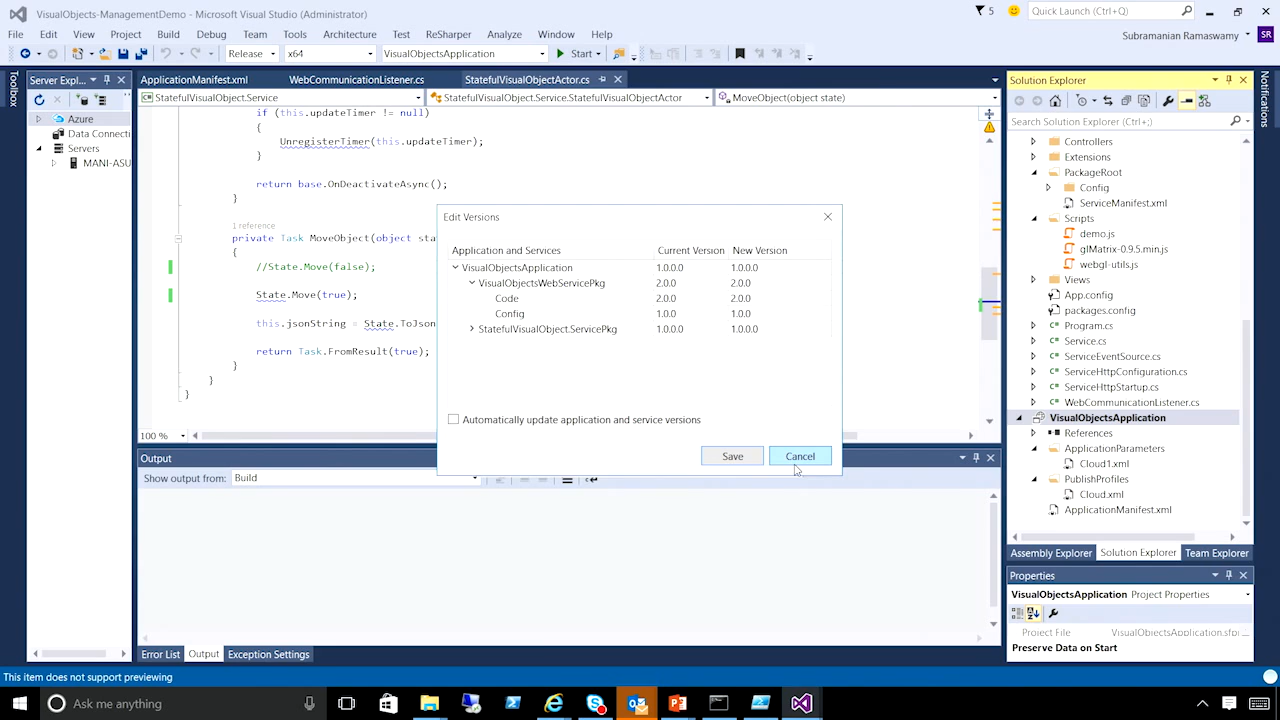 VisualObjects-ManagementDemo - Microsoft Visual Studio (Administrator)
5
Quick Launch (Ctrl+;)
File Edit View Project Build Debug Team Tools Architecture Test ReSharper Analyze Window Help
Subramanian Ramaswamy SR
Release x64 VisualObjectsApplication Start
Toolbox
Server Expl...
ApplicationManifest.xml WebCommunicationListener.cs StatefulVisualObjectActor.cs
Solution Explorer
Notifications
StatefulVisualObject.Service StatefulVisualObject.Service.StatefulVisualObjectActor MoveObject(object state)
Azure
Data Connecti
Servers
MANI-ASU
if (this.updateTimer != null)
{
UnregisterTimer(this.updateTimer);
}
return base.OnDeactivateAsync();
}
1 reference
private Task MoveObject(object sta
{
//State.Move(false);
State.Move(true);
this.jsonString = State.ToJson
return Task.FromResult(true);
}
}
}
100 %
Edit Versions
Application and Services Current Version New Version
VisualObjectsApplication 1.0.0.0 1.0.0.0
VisualObjectsWebServicePkg 2.0.0 2.0.0
Code 2.0.0 2.0.0
Config 1.0.0 1.0.0
StatefulVisualObject.ServicePkg 1.0.0.0 1.0.0.0
Automatically update application and service versions
Save Cancel
Search Solution Explorer (Ctrl+;)
Controllers
Extensions
PackageRoot
Config
ServiceManifest.xml
Scripts
demo.js
glMatrix-0.9.5.min.js
webgl-utils.js
Views
App.config
packages.config
Program.cs
Service.cs
ServiceEventSource.cs
ServiceHttpConfiguration.cs
ServiceHttpStartup.cs
WebCommunicationListener.cs
VisualObjectsApplication
References
ApplicationParameters
Cloud1.xml
PublishProfiles
Cloud.xml
ApplicationManifest.xml
Assembly Explorer Solution Explorer Team Explorer
Properties
VisualObjectsApplication Project Properties
Project File VisualObjectsApplication.sfpr...
Preserve Data on Start
Output
Show output from: Build
Error List Output Exception Settings
This item does not support previewing
Ask me anything